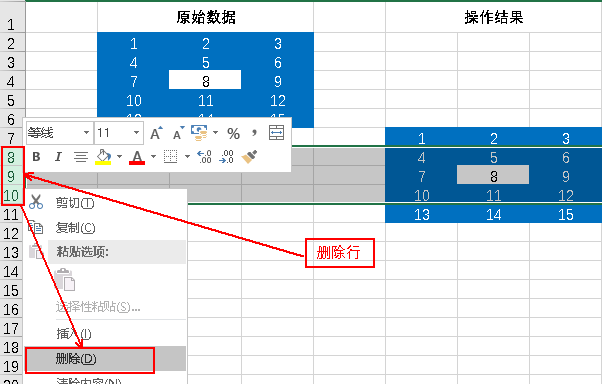 原始数据 操作结果
1
2 1 2 3
3 4 5 6
4 7 8 9
5 10 11 12
6 13 14 15
等线 11 A A % ,
7 1 2 3
B I A .00 .0
8 4 5 6
9 7 8 9
10 10 11 12
剪切(T)
11 13 14 15
12 复制(C)
13 粘贴选项:
删除行
14
15
选择性粘贴(S)...
16
17 插入(I)
18
删除(D)
19
清除内容(N)